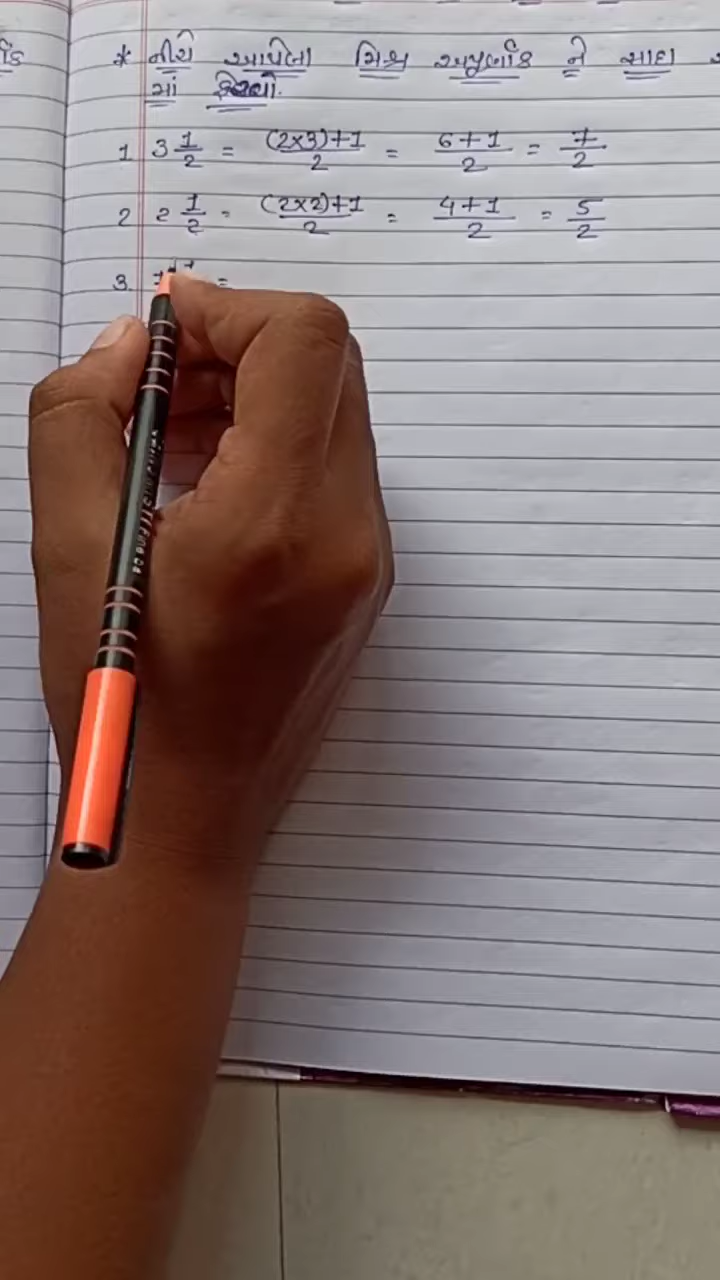 * નીચે આપેલા મિશ્ર અપૂર્ણાંક ને સાદા
માં ફેરવો.
1 3 1/2 = (2×3)+1/2 = 6+1/2 = 7/2
2 2 1/2 = (2×2)+1/2 = 4+1/2 = 5/2
3. =